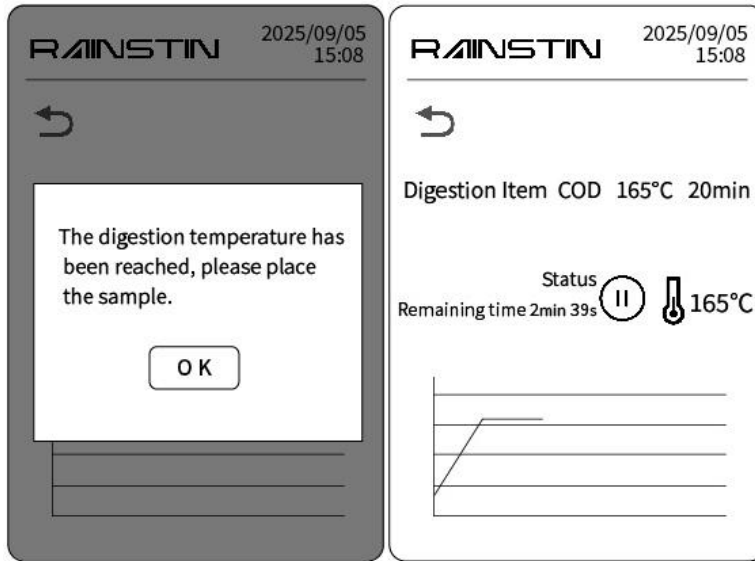 RAINSTIN
2025/09/05
15:08
The digestion temperature has
been reached, please place
the sample.
OK
RAINSTIN
2025/09/05
15:08
Digestion Item COD 165°C 20min
Status
Remaining time 2min 39s
165°C